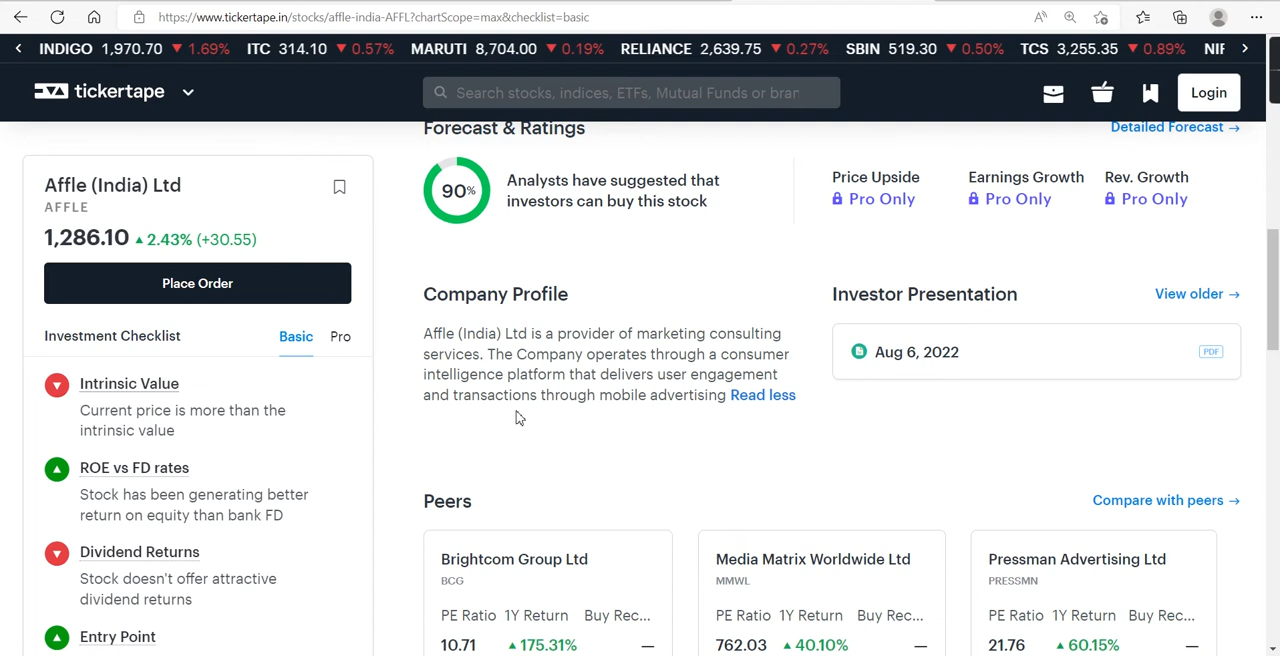 https://www.tickertape.in/stocks/affle-india-AFFL?chartScope=max&checklist=basic
INDIGO 1,970.70 ▼ 1.69% ITC 314.10 ▼ 0.57% MARUTI 8,704.00 ▼ 0.19% RELIANCE 2,639.75 ▼ 0.27% SBIN 519.30 ▼ 0.50% TCS 3,255.35 ▼ 0.89%
tickertape
Search stocks, indices, ETFs, Mutual Funds or bran
Login
Forecast & Ratings
Detailed Forecast →
90%
Analysts have suggested that
investors can buy this stock
Price Upside Earnings Growth Rev. Growth
Pro Only Pro Only Pro Only
Affle (India) Ltd
AFFLE
1,286.10 ▲ 2.43% (+30.55)
Place Order
Investment Checklist Basic Pro
Intrinsic Value
Current price is more than the
intrinsic value
ROE vs FD rates
Stock has been generating better
return on equity than bank FD
Dividend Returns
Stock doesn't offer attractive
dividend returns
Entry Point
Company Profile
Affle (India) Ltd is a provider of marketing consulting
services. The Company operates through a consumer
intelligence platform that delivers user engagement
and transactions through mobile advertising Read less
Investor Presentation
View older →
Aug 6, 2022
PDF
Peers
Compare with peers →
Brightcom Group Ltd
BCG
PE Ratio 1Y Return Buy Rec...
10.71 ▲ 175.31% —
Media Matrix Worldwide Ltd
MMWL
PE Ratio 1Y Return Buy Rec...
762.03 ▲ 40.10% —
Pressman Advertising Ltd
PRESSMN
PE Ratio 1Y Return Buy Rec...
21.76 ▲ 60.15% —